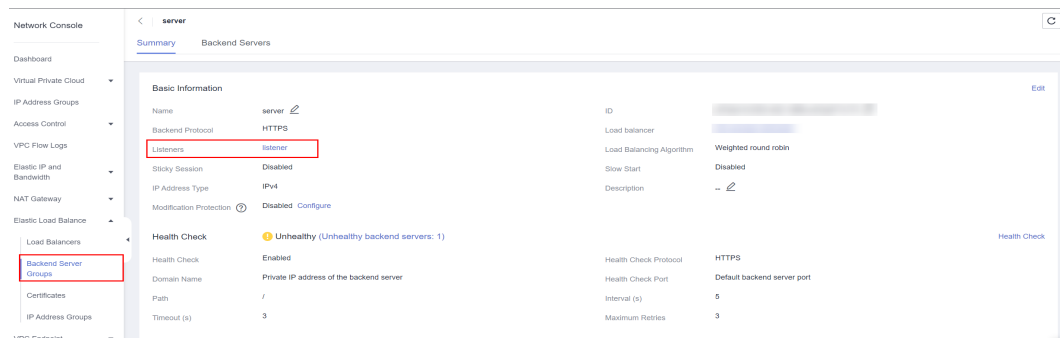 Network Console
server
Summary Backend Servers
Dashboard
Virtual Private Cloud
IP Address Groups
Access Control
VPC Flow Logs
Elastic IP and
Bandwidth
NAT Gateway
Elastic Load Balance
Load Balancers
Backend Server
Groups
Certificates
IP Address Groups
VPC Endpoint
Basic Information Edit
Name server ID
Backend Protocol HTTPS Load balancer
Listeners listener Load Balancing Algorithm Weighted round robin
Sticky Session Disabled Slow Start Disabled
IP Address Type IPv4 Description --
Modification Protection ? Disabled Configure
Health Check Unhealthy (Unhealthy backend servers: 1) Health Check
Health Check Enabled Health Check Protocol HTTPS
Domain Name Private IP address of the backend server Health Check Port Default backend server port
Path / Interval (s) 5
Timeout (s) 3 Maximum Retries 3